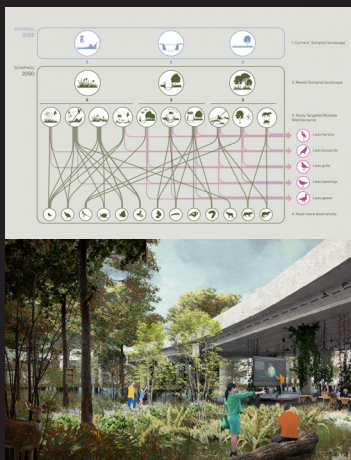 SCHIPHOL
2022
1 Current Schiphol landscape
SCHIPHOL
2050
2 Rewild Schiphol landscape
3 Apply Targeted Biotope
Maintenance
Less herons
Less buzzards
Less gulls
Less lapwings
Less geese
4 Have more biodiversity